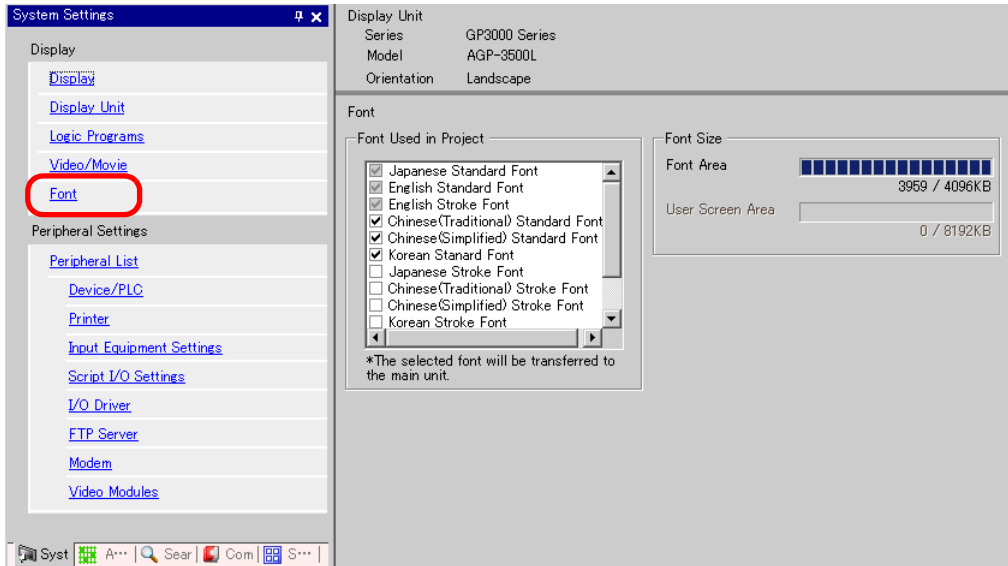 System Settings
Display
Display
Display Unit
Logic Programs
Video/Movie
Font
Peripheral Settings
Peripheral List
Device/PLC
Printer
Input Equipment Settings
Script I/O Settings
I/O Driver
FTP Server
Modem
Video Modules
Syst A… Sear Com S…
Display Unit
Series GP3000 Series
Model AGP-3500L
Orientation Landscape
Font
Font Used in Project
Japanese Standard Font
English Standard Font
English Stroke Font
Chinese(Traditional) Standard Font
Chinese(Simplified) Standard Font
Korean Stanard Font
Japanese Stroke Font
Chinese(Traditional) Stroke Font
Chinese(Simplified) Stroke Font
Korean Stroke Font
*The selected font will be transferred to
the main unit.
Font Size
Font Area
3959 / 4096KB
User Screen Area
0 / 8192KB